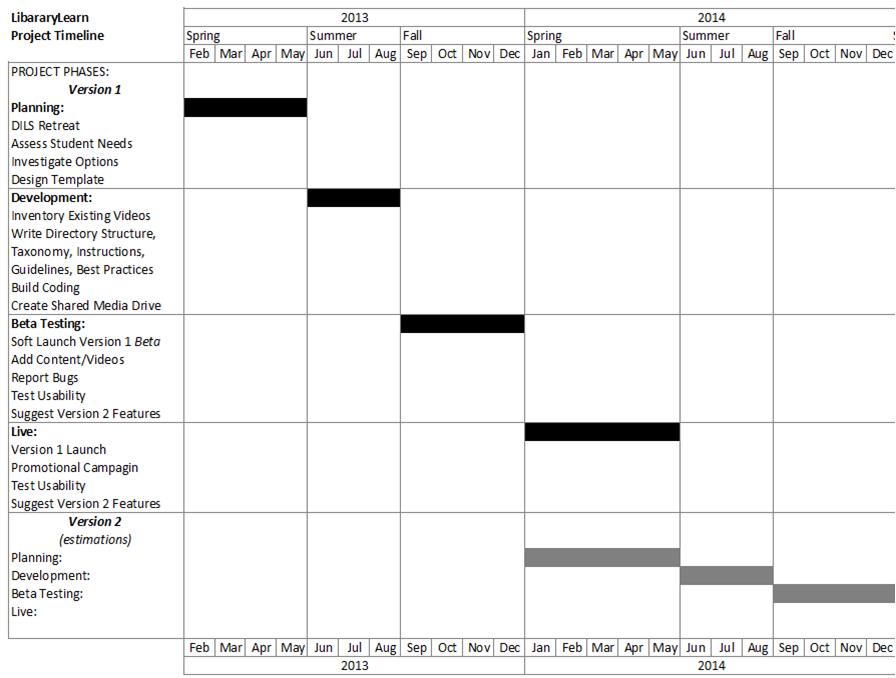 LibararyLearn
2013
2014
Project Timeline
Spring
Summer
Fall
Spring
Summer
Fall
Feb Mar Apr May Jun Jul Aug Sep Oct Nov Dec Jan Feb Mar Apr May Jun Jul Aug Sep Oct Nov Dec
PROJECT PHASES:
Version 1
Planning:
DILS Retreat
Assess Student Needs
Investigate Options
Design Template
Development:
Inventory Existing Videos
Write Directory Structure,
Taxonomy, Instructions,
Guidelines, Best Practices
Build Coding
Create Shared Media Drive
Beta Testing:
Soft Launch Version 1 Beta
Add Content/Videos
Report Bugs
Test Usability
Suggest Version 2 Features
Live:
Version 1 Launch
Promotional Campagin
Test Usability
Suggest Version 2 Features
Version 2
(estimations)
Planning:
Development:
Beta Testing:
Live:
Feb Mar Apr May Jun Jul Aug Sep Oct Nov Dec Jan Feb Mar Apr May Jun Jul Aug Sep Oct Nov Dec
2013
2014